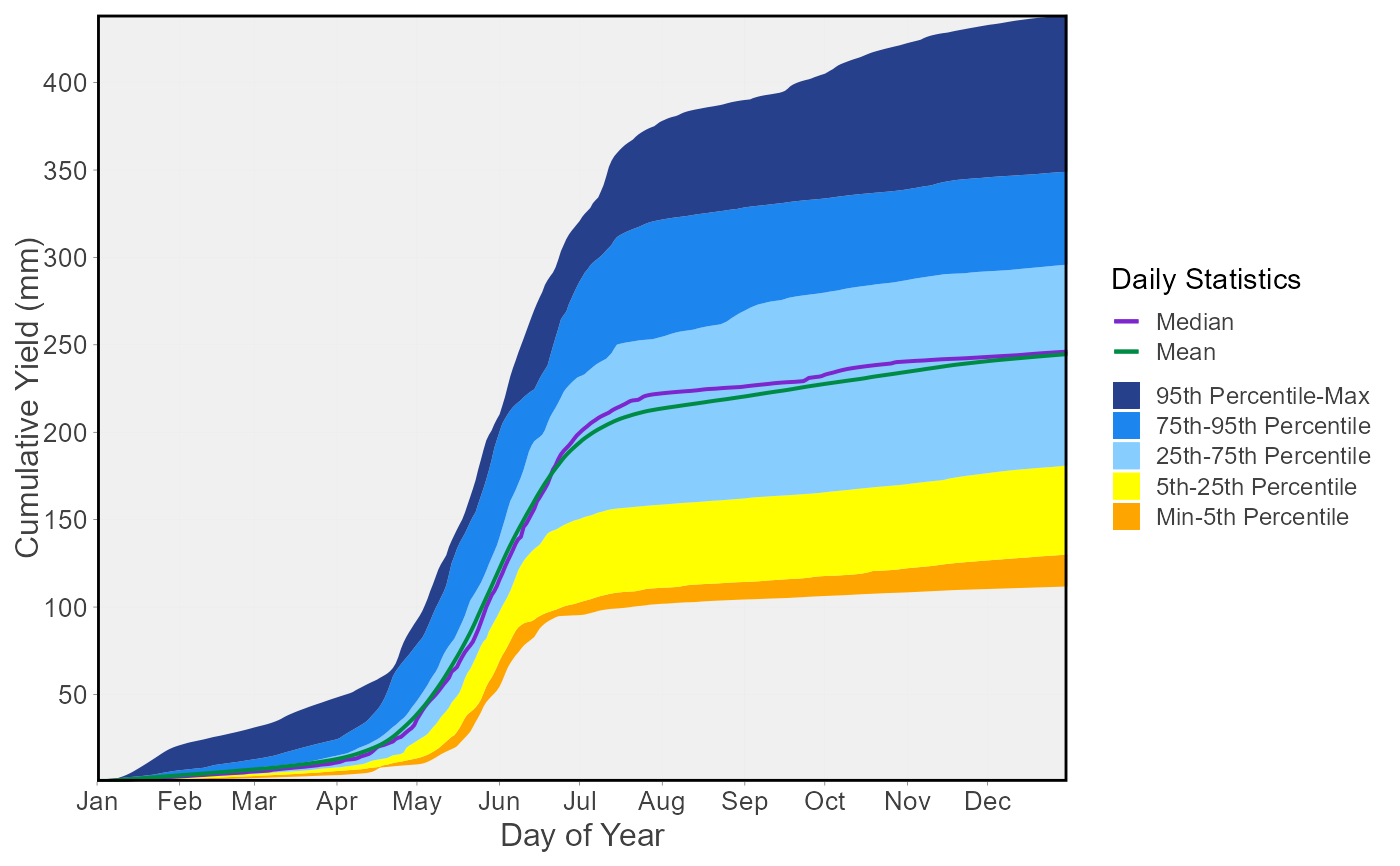 Cumulative Yield (mm)
400
350
300
250
200
150
100
50
Jan Feb Mar Apr May Jun Jul Aug Sep Oct Nov Dec
Day of Year
Daily Statistics
Median
Mean
95th Percentile-Max
75th-95th Percentile
25th-75th Percentile
5th-25th Percentile
Min-5th Percentile